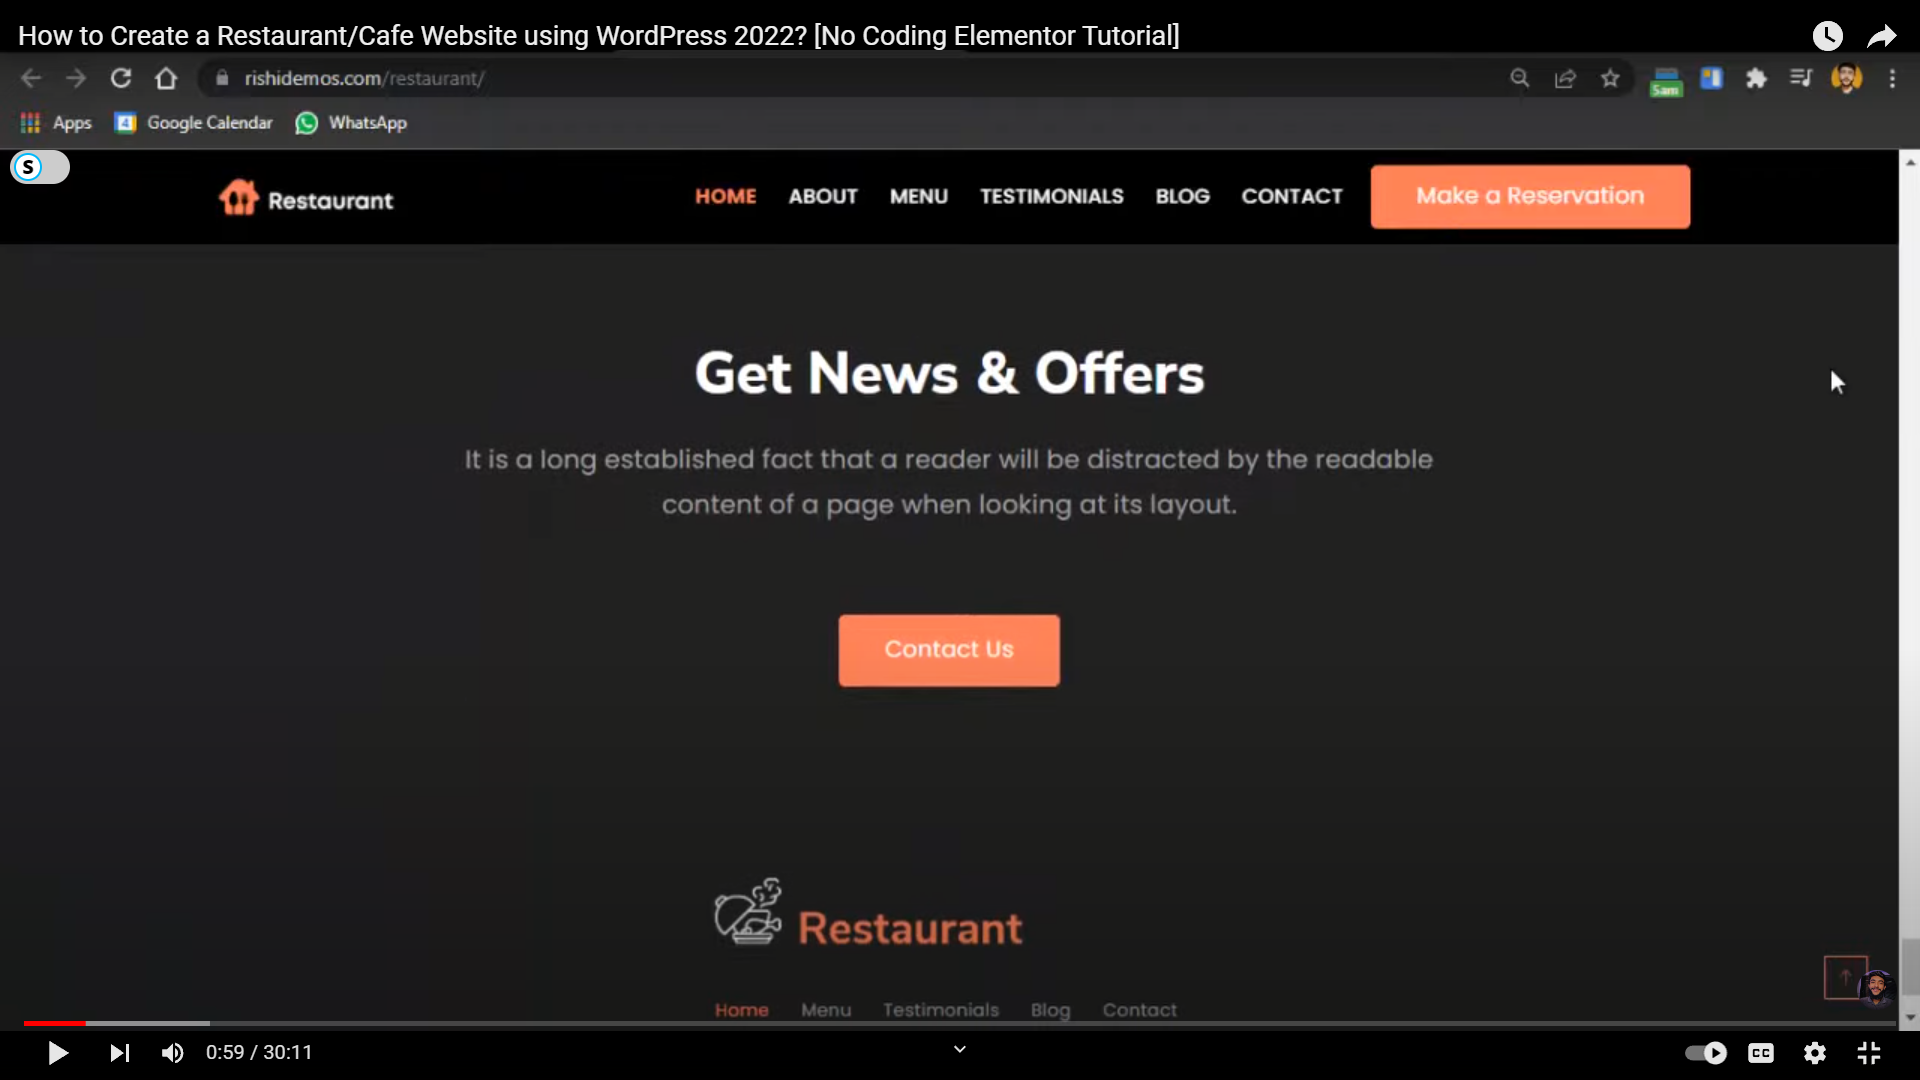 How to Create a Restaurant/Cafe Website using WordPress 2022? [No Coding Elementor Tutorial]
rishidemos.com/restaurant/
5am
Apps
4
Google Calendar
WhatsApp
S
Restaurant
HOME
ABOUT
MENU
TESTIMONIALS
BLOG
CONTACT
Make a Reservation
Get News & Offers
It is a long established fact that a reader will be distracted by the readable
content of a page when looking at its layout.
Contact Us
Restaurant
Home
Menu
Testimonials
Blog
Contact
0:59 / 30:11
CC